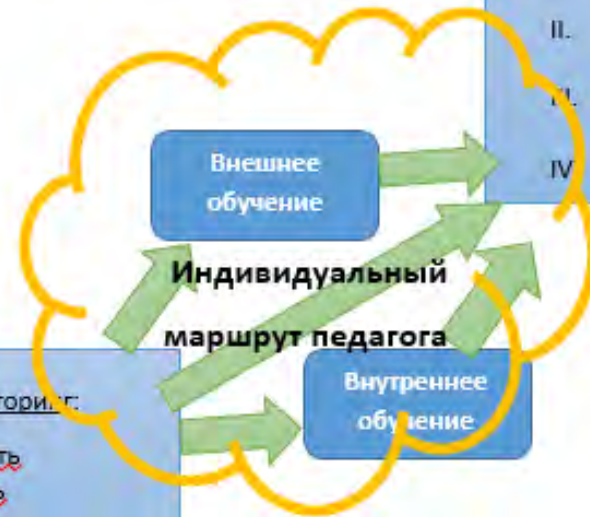 II.
III.
IV
Внешнее
обучение
Индивидуальный
маршрут педагога
Внутреннее
обучение